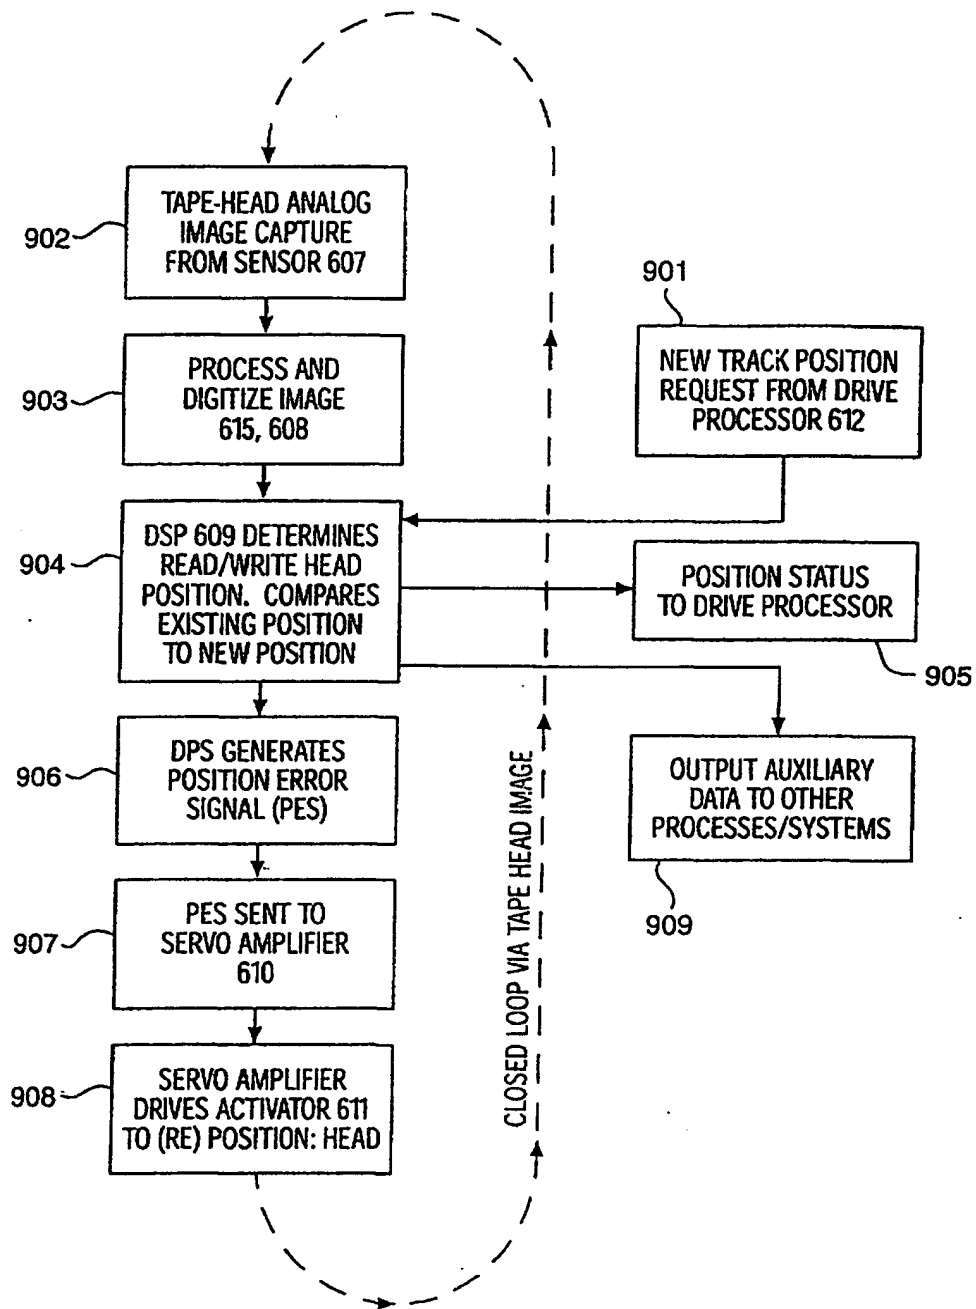 902
TAPE-HEAD ANALOG
IMAGE CAPTURE
FROM SENSOR 607
903
PROCESS AND
DIGITIZE IMAGE
615, 608
901
NEW TRACK POSITION
REQUEST FROM DRIVE
PROCESSOR 612
904
DSP 609 DETERMINES
READ/WRITE HEAD
POSITION. COMPARES
EXISTING POSITION
TO NEW POSITION
POSITION STATUS
TO DRIVE PROCESSOR
905
906
DPS GENERATES
POSITION ERROR
SIGNAL (PES)
OUTPUT AUXILIARY
DATA TO OTHER
PROCESSES/SYSTEMS
909
907
PES SENT TO
SERVO AMPLIFIER
610
908
SERVO AMPLIFIER
DRIVES ACTIVATOR 611
TO (RE) POSITION: HEAD
CLOSED LOOP VIA TAPE HEAD IMAGE